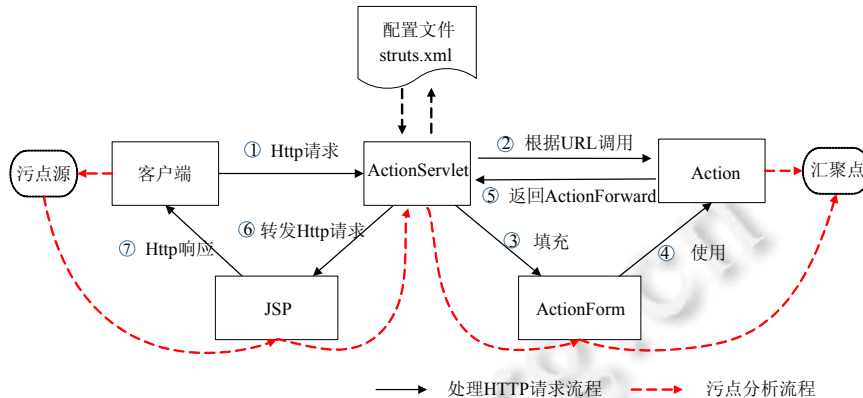 配置文件
struts.xml
① Http请求
② 根据URL调用
污点源
客户端
ActionServlet
Action
汇聚点
⑤ 返回ActionForward
⑥ 转发Http请求
⑦ Http响应
③ 填充
④ 使用
JSP
ActionForm
处理HTTP请求流程
污点分析流程